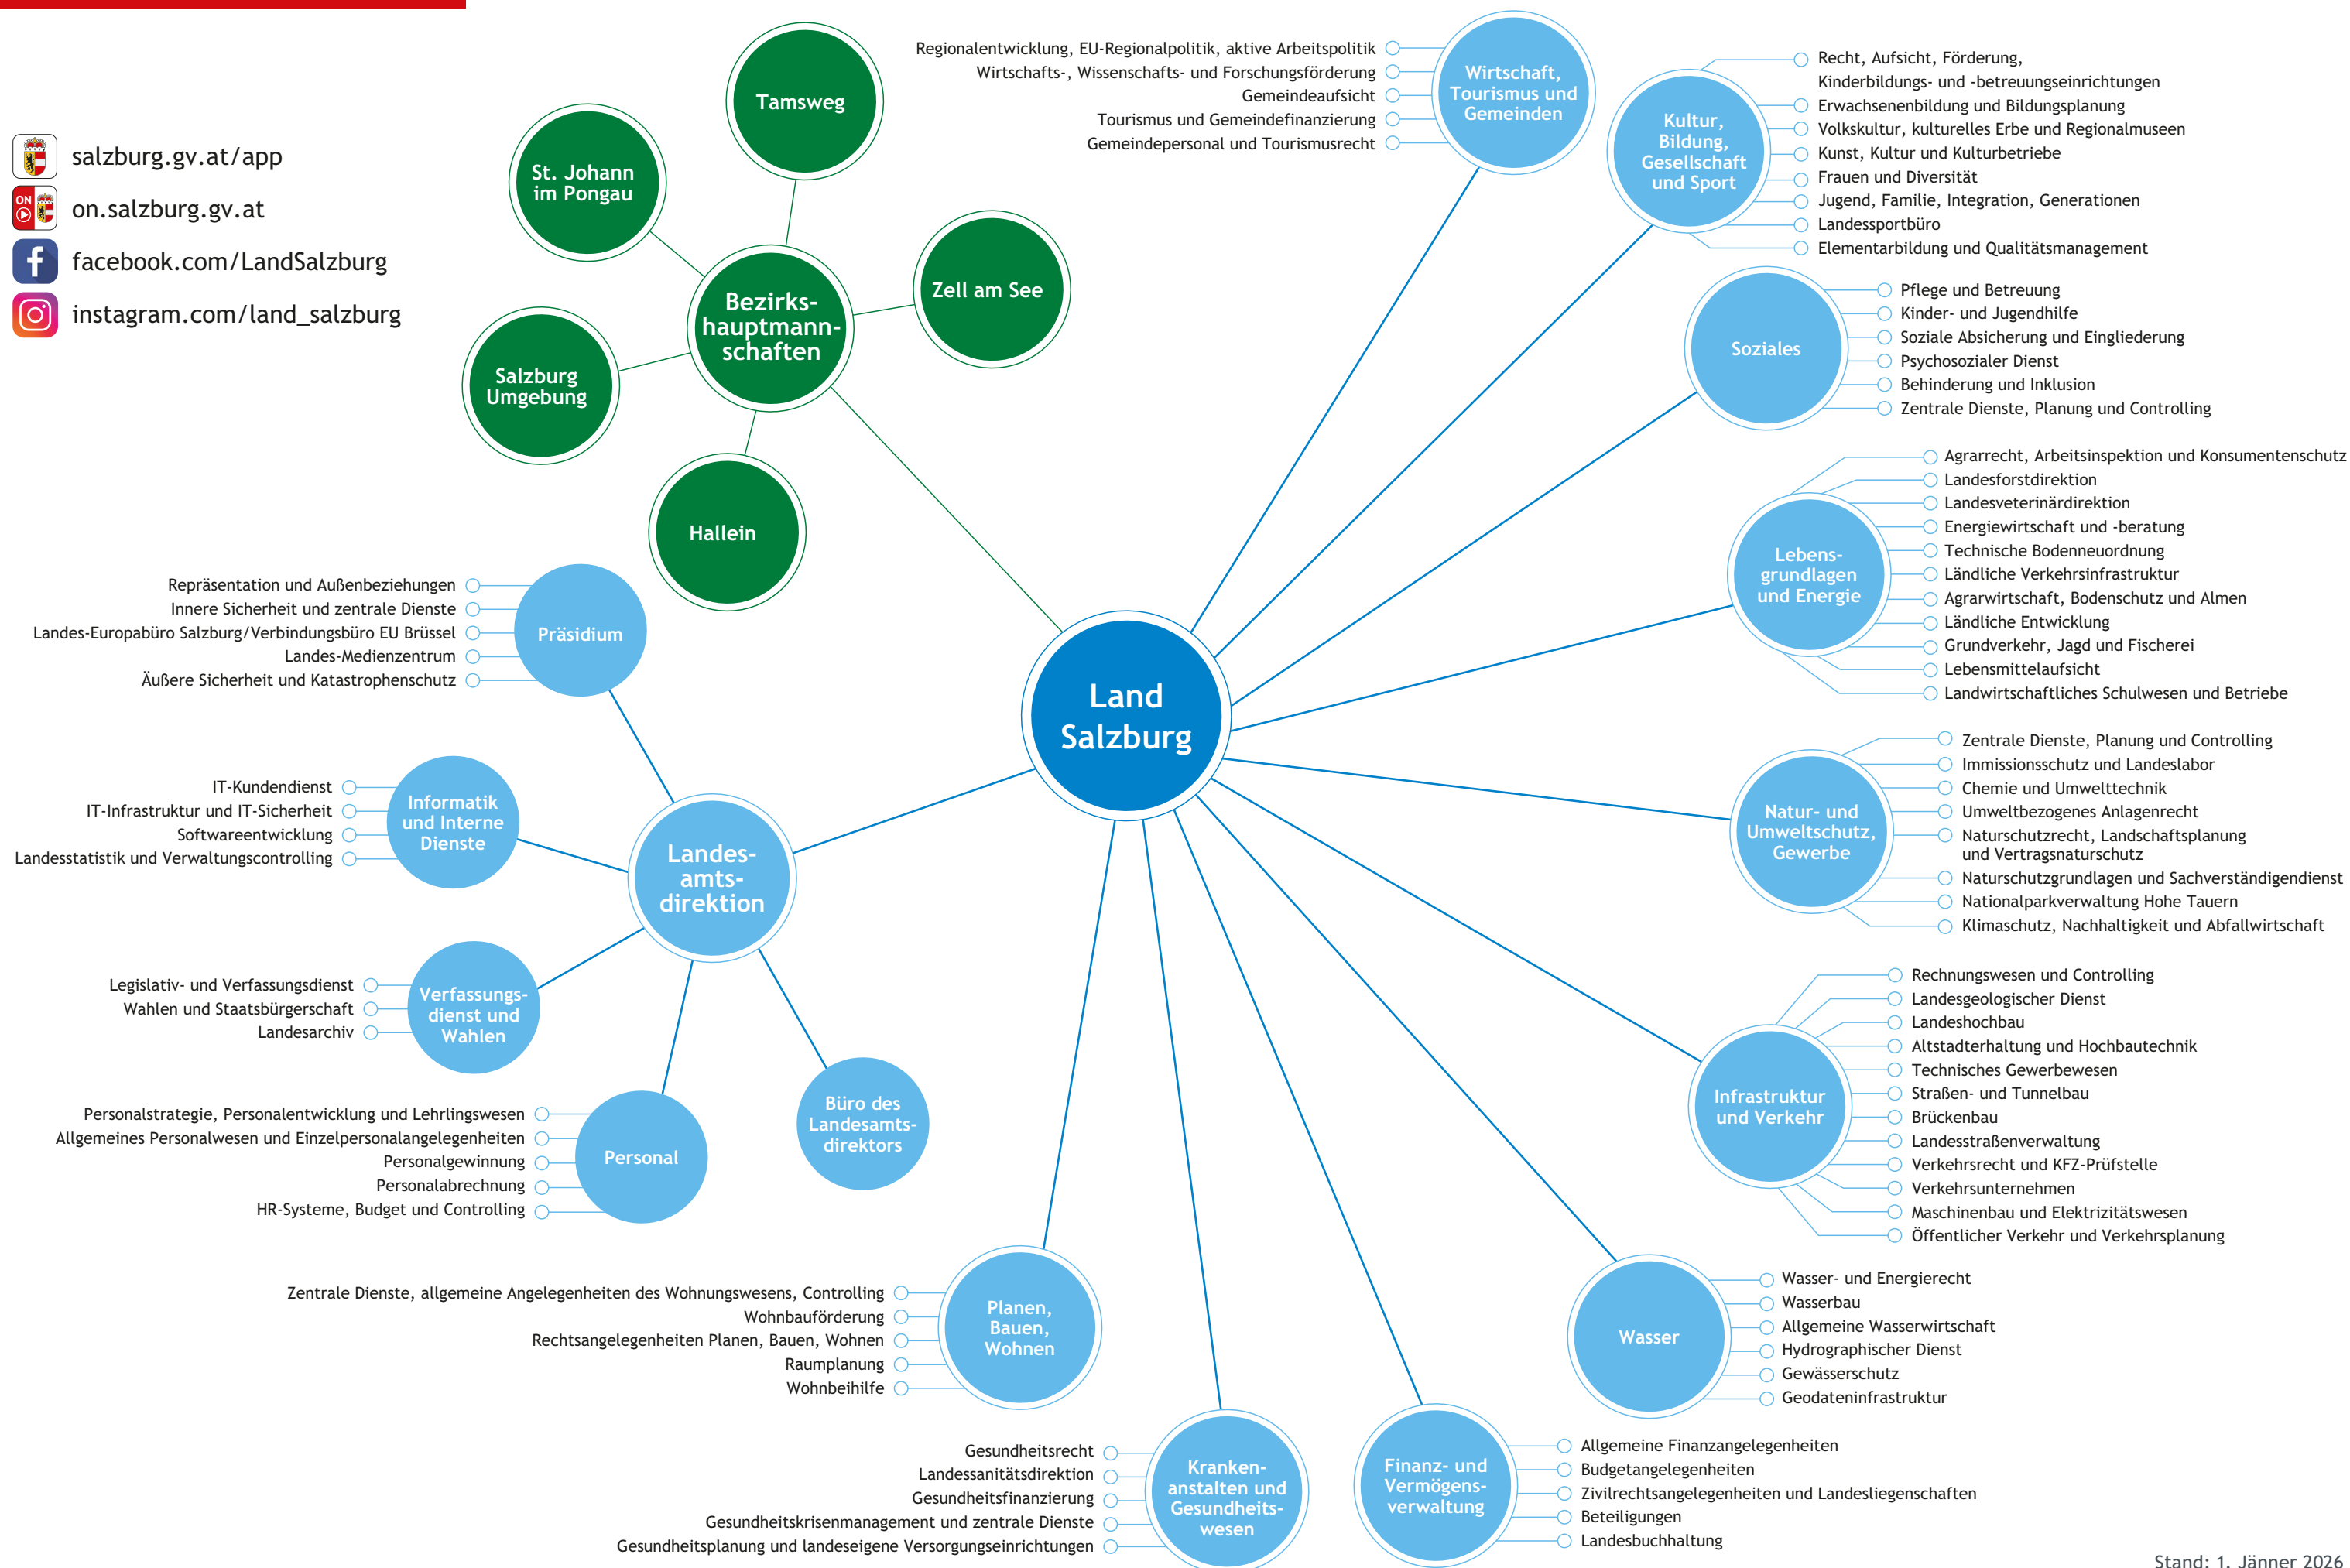 salzburg.gv.at/app
ON
on.salzburg.gv.at
facebook.com/LandSalzburg
instagram.com/land_salzburg
Tamsweg
St. Johann
im Pongau
Zell am See
Bezirks-
hauptmann-
schaften
Salzburg
Umgebung
Hallein
Regionalentwicklung, EU-Regionalpolitik, aktive Arbeitspolitik
Wirtschafts-, Wissenschafts- und Forschungsförderung
Gemeindeaufsicht
Tourismus und Gemeindefinanzierung
Gemeindepersonal und Tourismusrecht
Wirtschaft,
Tourismus und
Gemeinden
Kultur,
Bildung,
Gesellschaft
und Sport
Recht, Aufsicht, Förderung,
Kinderbildungs- und -betreuungseinrichtungen
Erwachsenenbildung und Bildungsplanung
Volkskultur, kulturelles Erbe und Regionalmuseen
Kunst, Kultur und Kulturbetriebe
Frauen und Diversität
Jugend, Familie, Integration, Generationen
Landessportbüro
Elementarbildung und Qualitätsmanagement
Soziales
Pflege und Betreuung
Kinder- und Jugendhilfe
Soziale Absicherung und Eingliederung
Psychosozialer Dienst
Behinderung und Inklusion
Zentrale Dienste, Planung und Controlling
Lebens-
grundlagen
und Energie
Agrarrecht, Arbeitsinspektion und Konsumentenschutz
Landesforstdirektion
Landesveterinärdirektion
Energiewirtschaft und -beratung
Technische Bodenneuordnung
Ländliche Verkehrsinfrastruktur
Agrarwirtschaft, Bodenschutz und Almen
Ländliche Entwicklung
Grundverkehr, Jagd und Fischerei
Lebensmittelaufsicht
Landwirtschaftliches Schulwesen und Betriebe
Land
Salzburg
Natur- und
Umweltschutz,
Gewerbe
Zentrale Dienste, Planung und Controlling
Immissionsschutz und Landeslabor
Chemie und Umwelttechnik
Umweltbezogenes Anlagenrecht
Naturschutzrecht, Landschaftsplanung
und Vertragsnaturschutz
Naturschutzgrundlagen und Sachverständigendienst
Nationalparkverwaltung Hohe Tauern
Klimaschutz, Nachhaltigkeit und Abfallwirtschaft
Infrastruktur
und Verkehr
Rechnungswesen und Controlling
Landesgeologischer Dienst
Landeshochbau
Altstadterhaltung und Hochbautechnik
Technisches Gewerbewesen
Straßen- und Tunnelbau
Brückenbau
Landesstraßenverwaltung
Verkehrsrecht und KFZ-Prüfstelle
Verkehrsunternehmen
Maschinenbau und Elektrizitätswesen
Öffentlicher Verkehr und Verkehrsplanung
Repräsentation und Außenbeziehungen
Innere Sicherheit und zentrale Dienste
Landes-Europabüro Salzburg/Verbindungsbüro EU Brüssel
Landes-Medienzentrum
Äußere Sicherheit und Katastrophenschutz
Präsidium
IT-Kundendienst
IT-Infrastruktur und IT-Sicherheit
Softwareentwicklung
Landesstatistik und Verwaltungscontrolling
Informatik
und Interne
Dienste
Landes-
amts-
direktion
Legislativ- und Verfassungsdienst
Wahlen und Staatsbürgerschaft
Landesarchiv
Verfassungs-
dienst und
Wahlen
Personalstrategie, Personalentwicklung und Lehrlingswesen
Allgemeines Personalwesen und Einzelpersonalangelegenheiten
Personalgewinnung
Personalabrechnung
HR-Systeme, Budget und Controlling
Personal
Büro des
Landesamts-
direktors
Zentrale Dienste, allgemeine Angelegenheiten des Wohnungswesens, Controlling
Wohnbauförderung
Rechtsangelegenheiten Planen, Bauen, Wohnen
Raumplanung
Wohnbeihilfe
Planen,
Bauen,
Wohnen
Wasser
Wasser- und Energierecht
Wasserbau
Allgemeine Wasserwirtschaft
Hydrographischer Dienst
Gewässerschutz
Geodateninfrastruktur
Gesundheitsrecht
Landessanitätsdirektion
Gesundheitsfinanzierung
Gesundheitskrisenmanagement und zentrale Dienste
Gesundheitsplanung und landeseigene Versorgungseinrichtungen
Kranken-
anstalten und
Gesundheits-
wesen
Finanz- und
Vermögens-
verwaltung
Allgemeine Finanzangelegenheiten
Budgetangelegenheiten
Zivilrechtsangelegenheiten und Landesliegenschaften
Beteiligungen
Landesbuchhaltung
Stand: 1. Jänner 2026